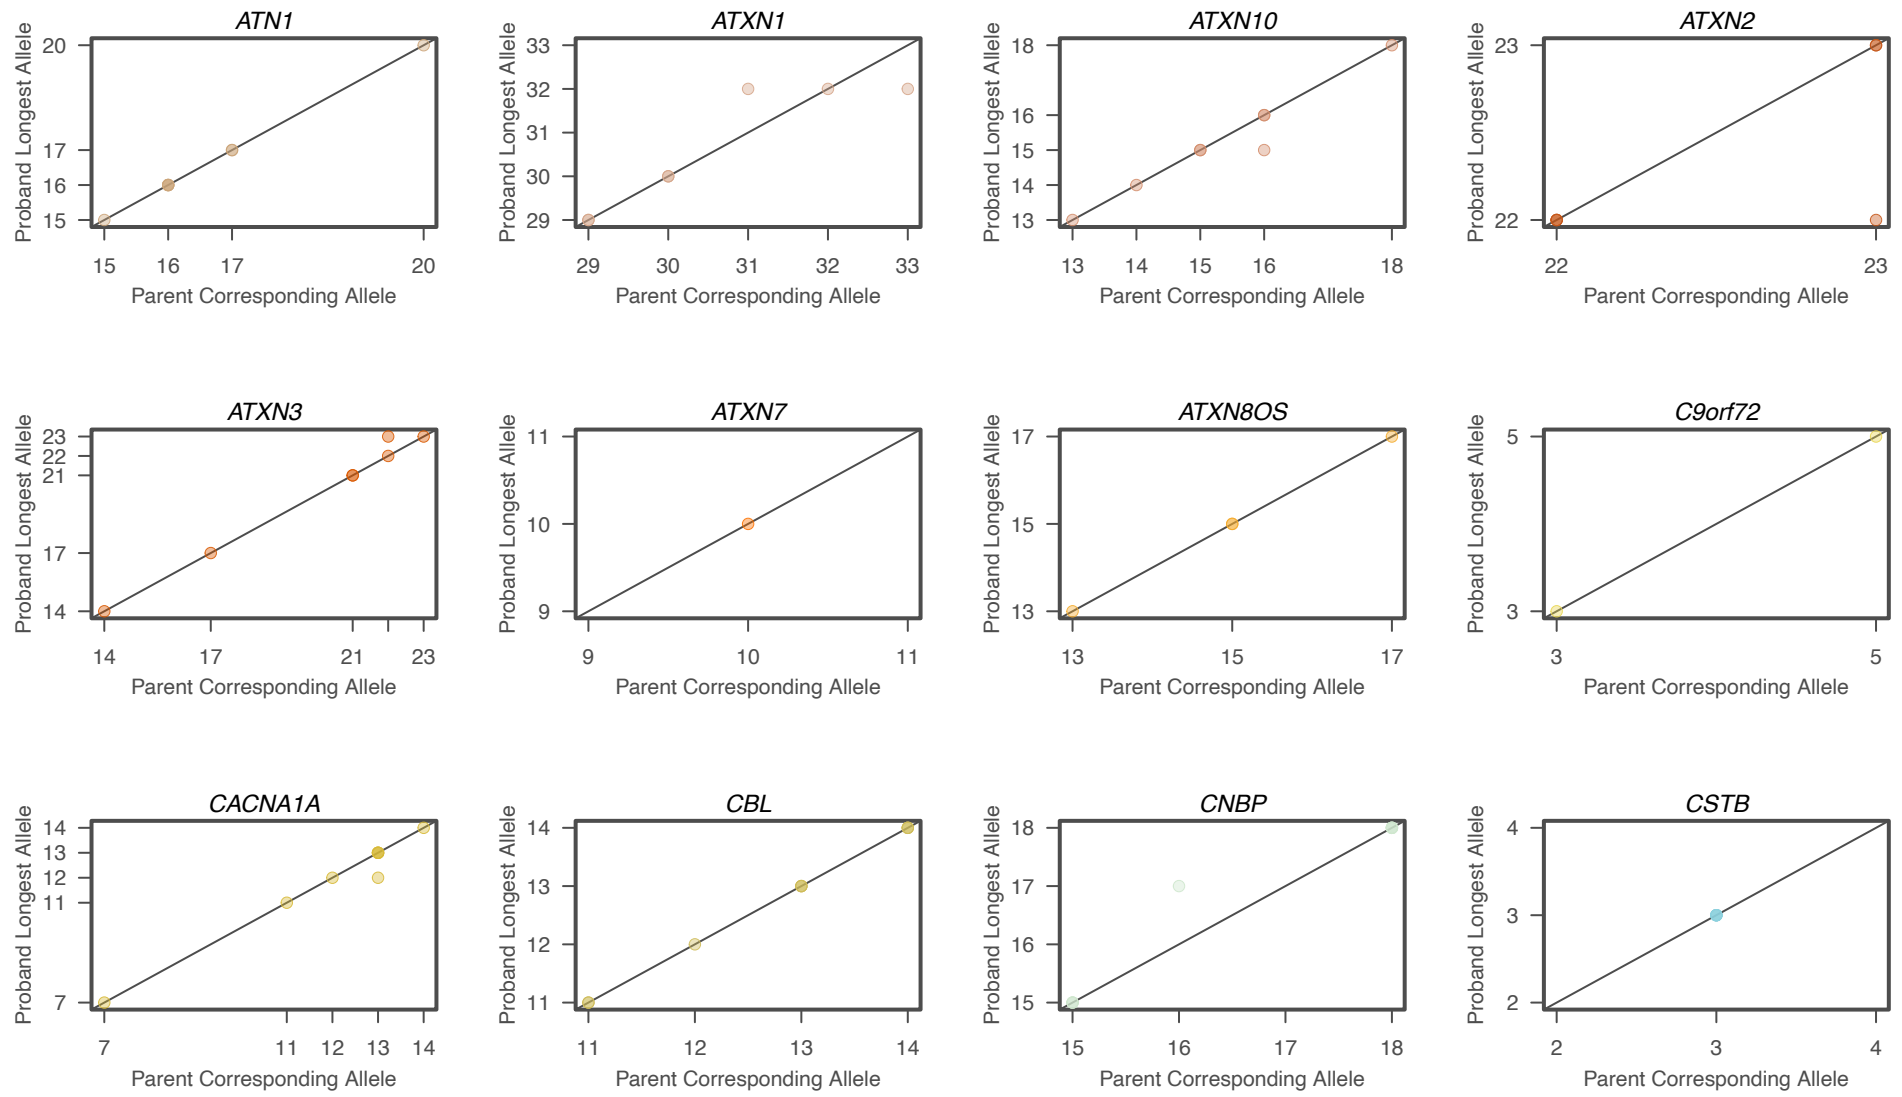 ATN1
Proband Longest Allele
20
17
16
15
15 16 17 20
Parent Corresponding Allele
ATXN1
Proband Longest Allele
33
32
31
30
29
29 30 31 32 33
Parent Corresponding Allele
ATXN10
Proband Longest Allele
18
16
15
14
13
13 14 15 16 18
Parent Corresponding Allele
ATXN2
Proband Longest Allele
23
22
22 23
Parent Corresponding Allele
ATXN3
Proband Longest Allele
23
22
21
17
14
14 17 21 23
Parent Corresponding Allele
ATXN7
Proband Longest Allele
11
10
9
9 10 11
Parent Corresponding Allele
ATXN8OS
Proband Longest Allele
17
15
13
13 15 17
Parent Corresponding Allele
C9orf72
Proband Longest Allele
5
3
3 5
Parent Corresponding Allele
CACNA1A
Proband Longest Allele
14
13
12
11
7
7 11 12 13 14
Parent Corresponding Allele
CBL
Proband Longest Allele
14
13
12
11
11 12 13 14
Parent Corresponding Allele
CNBP
Proband Longest Allele
18
17
16
15
15 16 17 18
Parent Corresponding Allele
CSTB
Proband Longest Allele
4
3
2
2 3 4
Parent Corresponding Allele